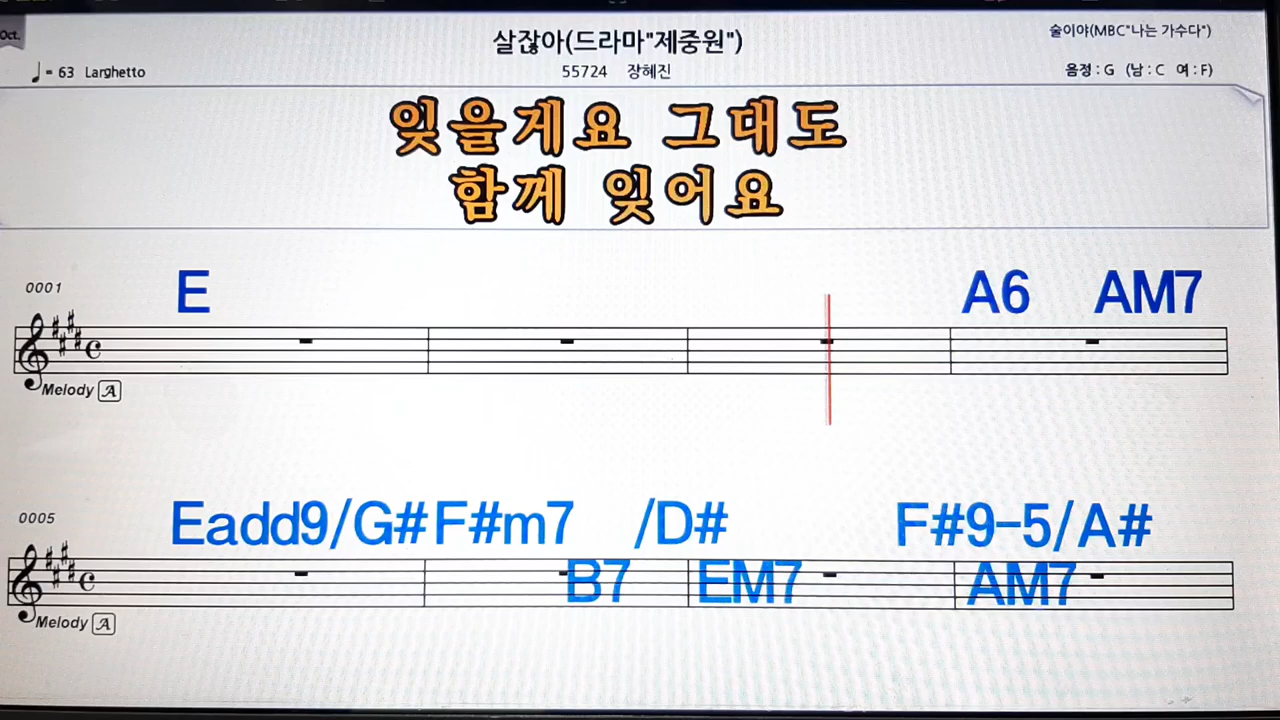 Oct.
살잖아(드라마"제중원")
술이야(MBC"나는 가수다")
♩= 63 Larghetto
55724 장혜진
음정 : G (남 : C 여 : F)
잊을게요 그대도
함께 잊어요
0001
E A6 AM7
Melody A
0005
Eadd9/G# F#m7 /D# F#9-5/A#
B7 EM7 AM7
Melody A